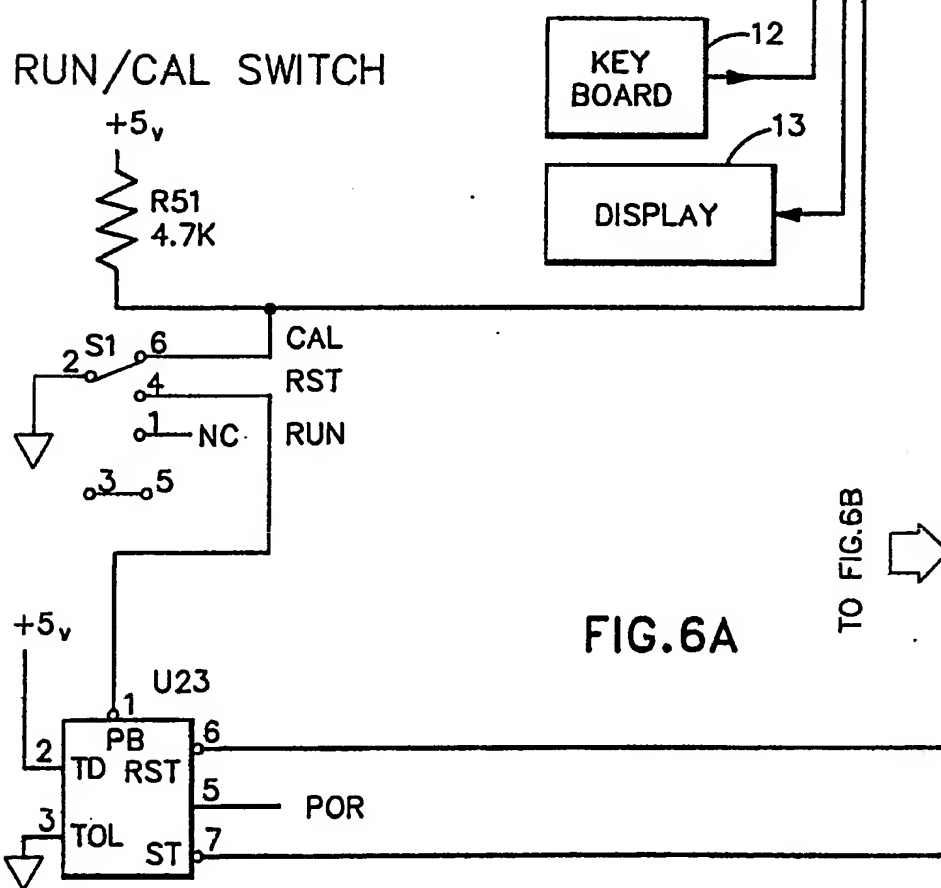 12
KEY
BOARD
RUN/CAL SWITCH
+5v
13
R51
4.7K
DISPLAY
S1
6
CAL
2
4
RST
1
NC
RUN
3
5
TO FIG.6B
FIG.6A
+5v
U23
1
PB
6
2
TD
RST
5
POR
3
TOL
7
ST